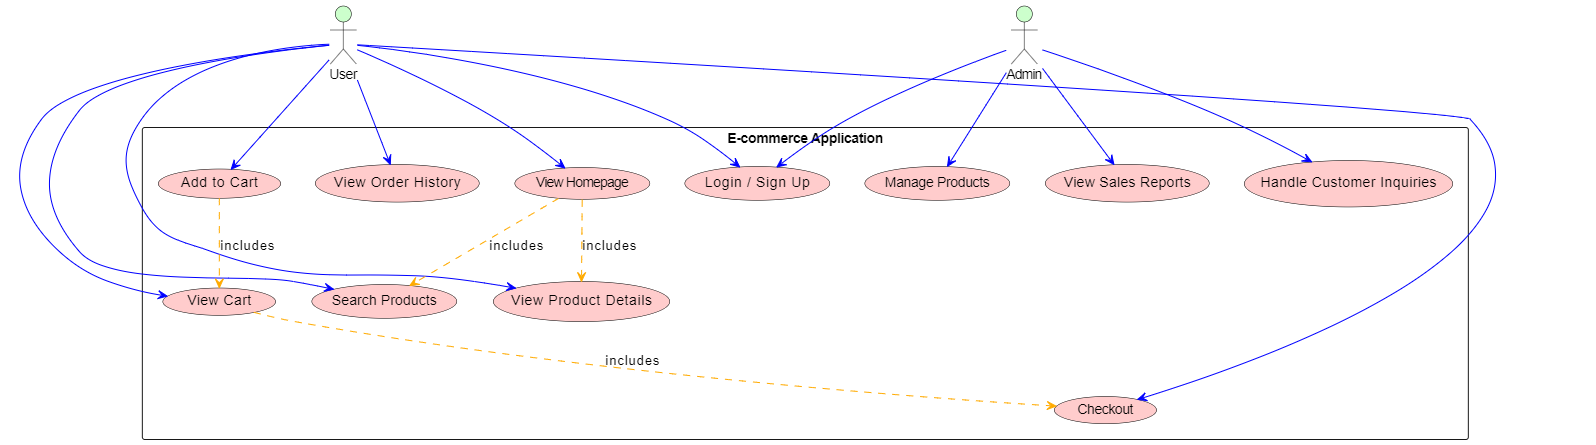 User
Admin
E-commerce Application
Add to Cart
View Order History
View Homepage
Login / Sign Up
Manage Products
View Sales Reports
Handle Customer Inquiries
includes
includes
includes
View Cart
Search Products
View Product Details
includes
Checkout